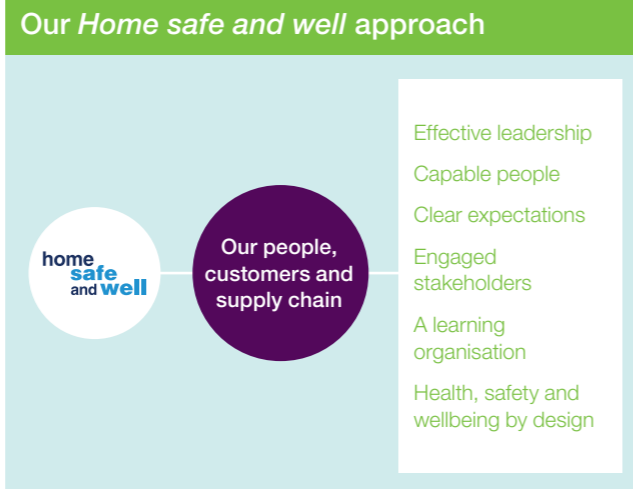 Our Home safe and well approach
home
safe
and well
Our people,
customers and
supply chain
Effective leadership
Capable people
Clear expectations
Engaged
stakeholders
A learning
organisation
Health, safety and
wellbeing by design